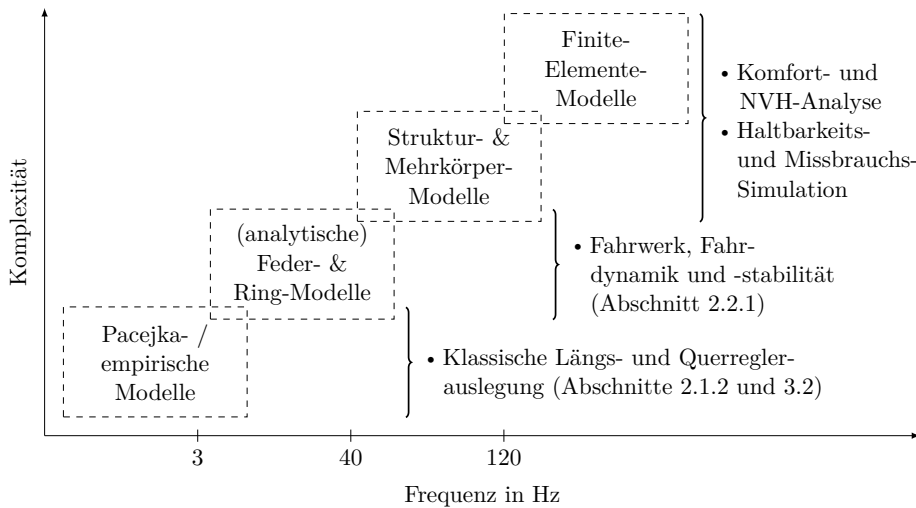 Komplexität
Finite-
Elemente-
Modelle
• Komfort- und
NVH-Analyse
• Haltbarkeits-
und Missbrauchs-
Simulation
Struktur- &
Mehrkörper-
Modelle
(analytische)
Feder- &
Ring-Modelle
• Fahrwerk, Fahr-
dynamik und -stabilität
(Abschnitt 2.2.1)
Pacejka- /
empirische
Modelle
• Klassische Längs- und Querregler-
auslegung (Abschnitte 2.1.2 und 3.2)
3 40 120
Frequenz in Hz